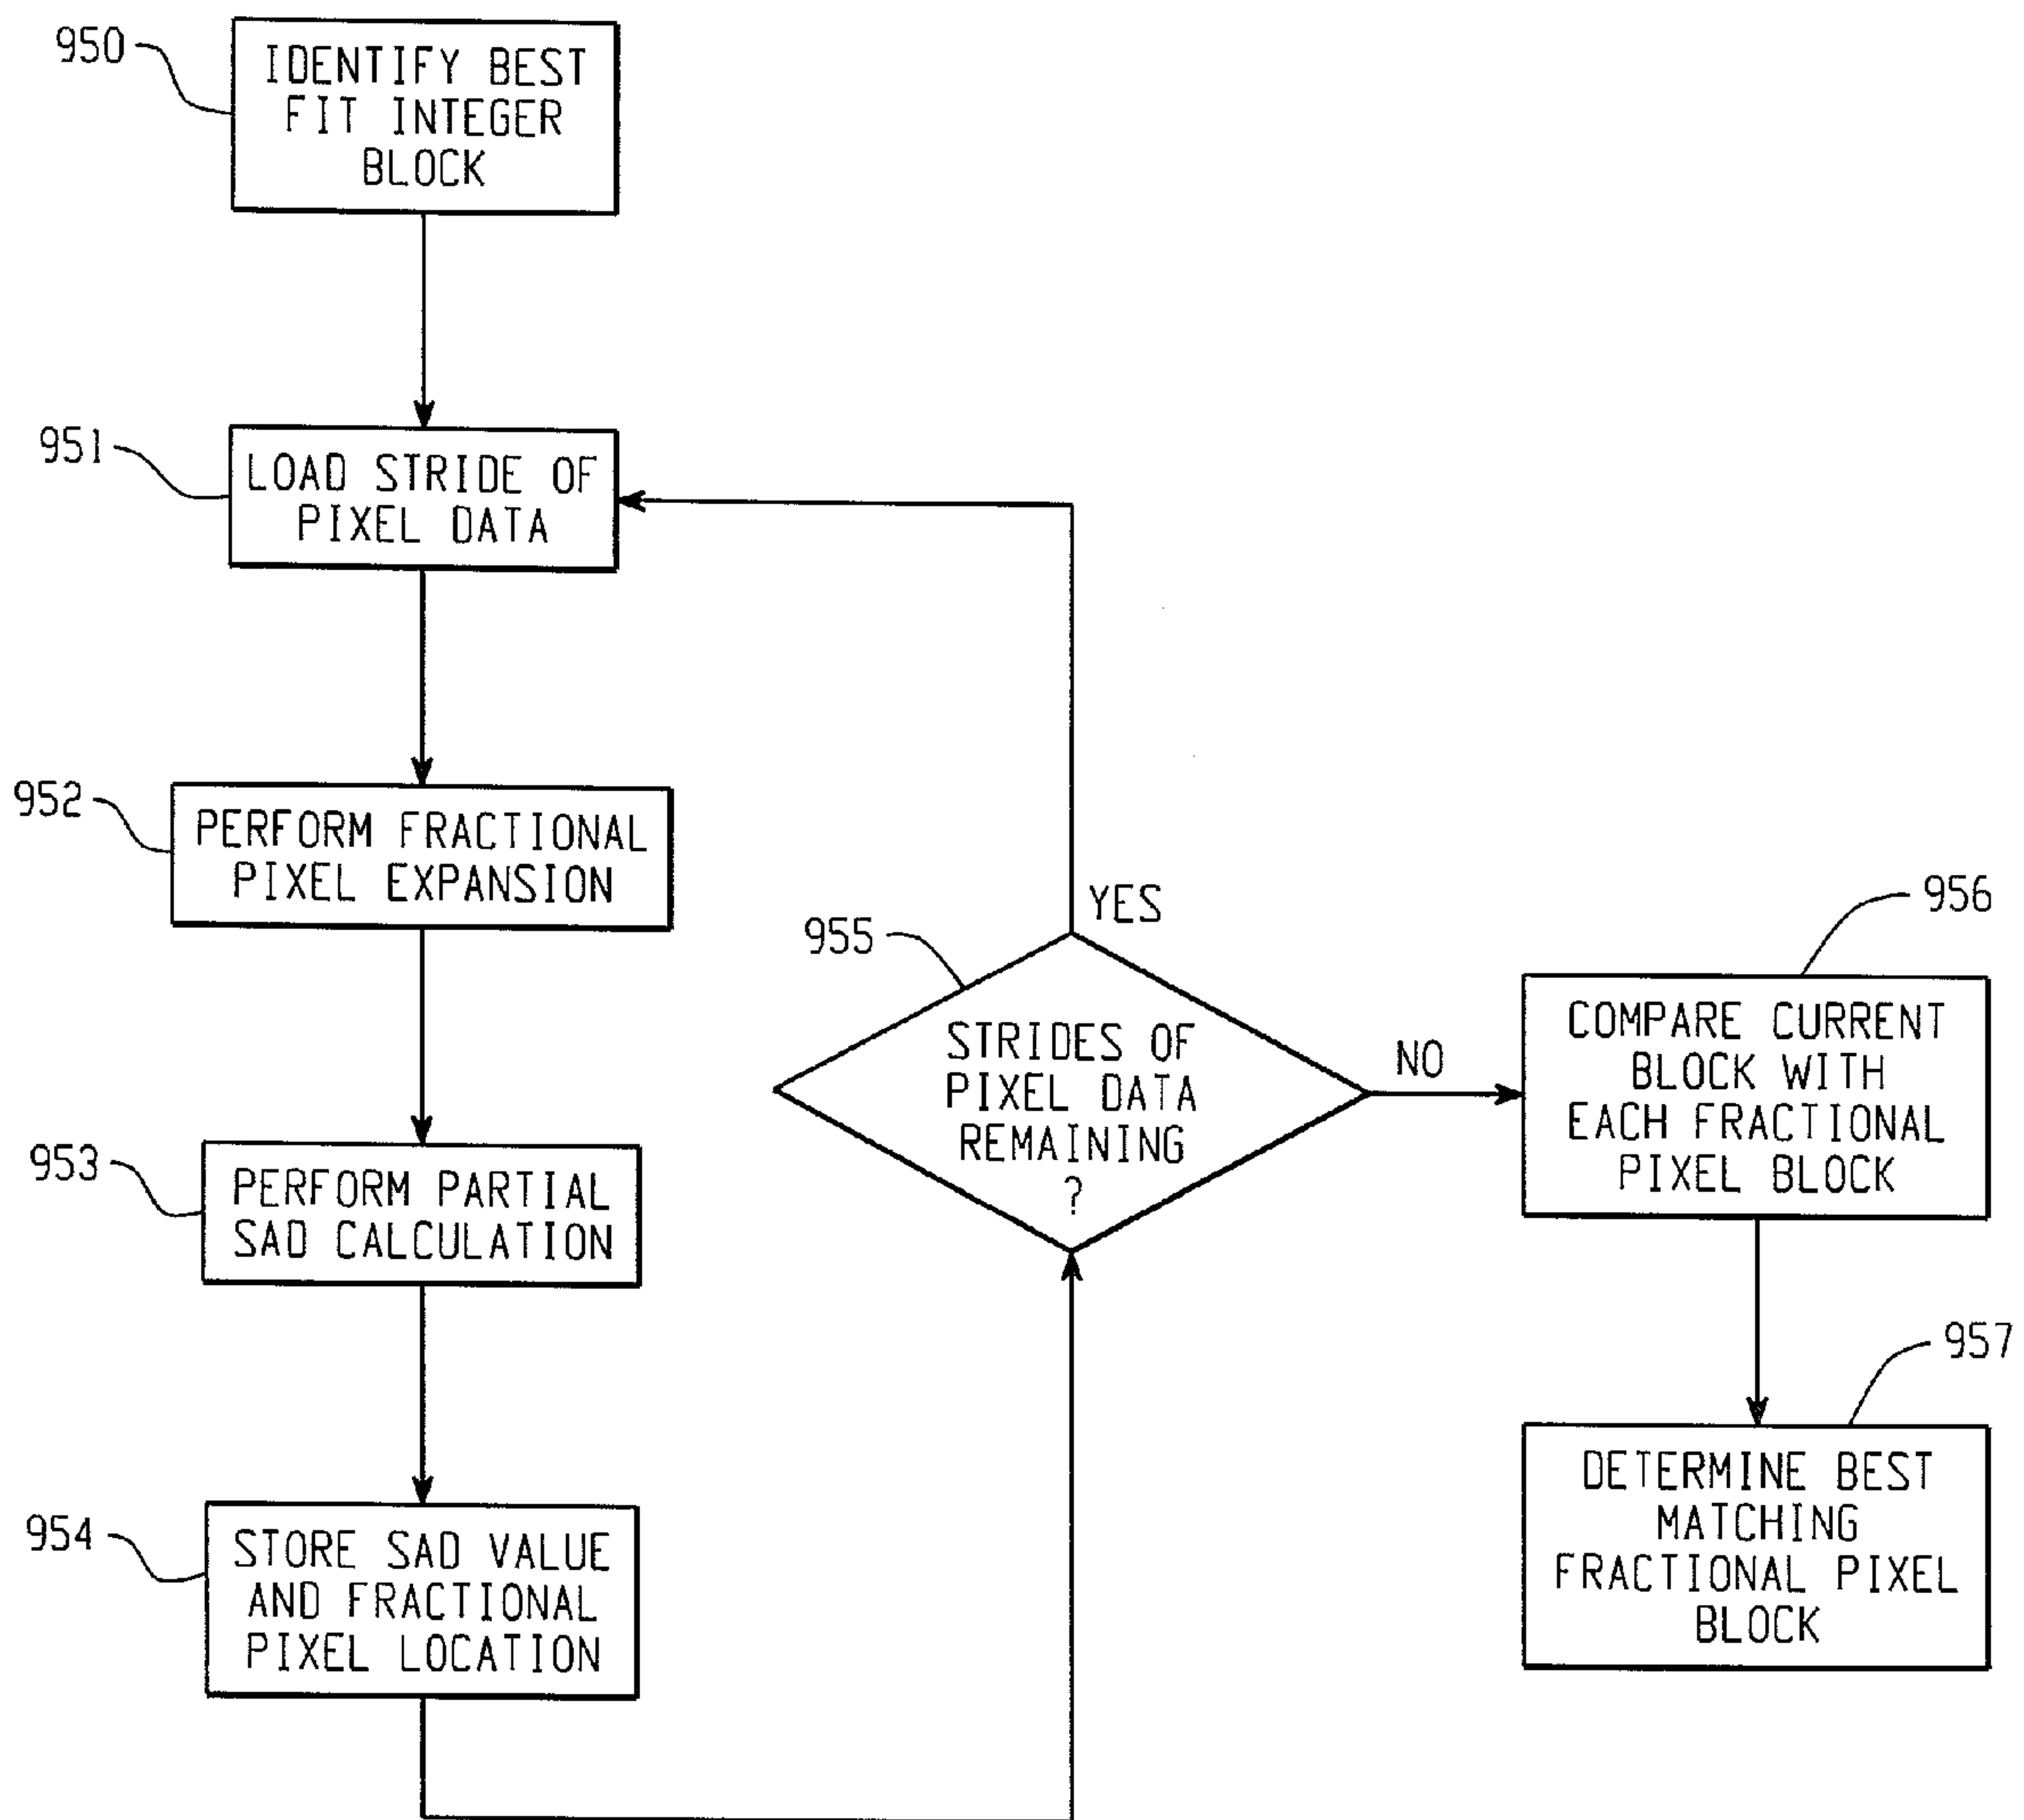 950
IDENTIFY BEST
FIT INTEGER
BLOCK
951
LOAD STRIDE OF
PIXEL DATA
952
PERFORM FRACTIONAL
PIXEL EXPANSION
953
PERFORM PARTIAL
SAD CALCULATION
954
STORE SAD VALUE
AND FRACTIONAL
PIXEL LOCATION
955
STRIDES OF
PIXEL DATA
REMAINING
?
YES
NO
956
COMPARE CURRENT
BLOCK WITH
EACH FRACTIONAL
PIXEL BLOCK
957
DETERMINE BEST
MATCHING
FRACTIONAL PIXEL
BLOCK